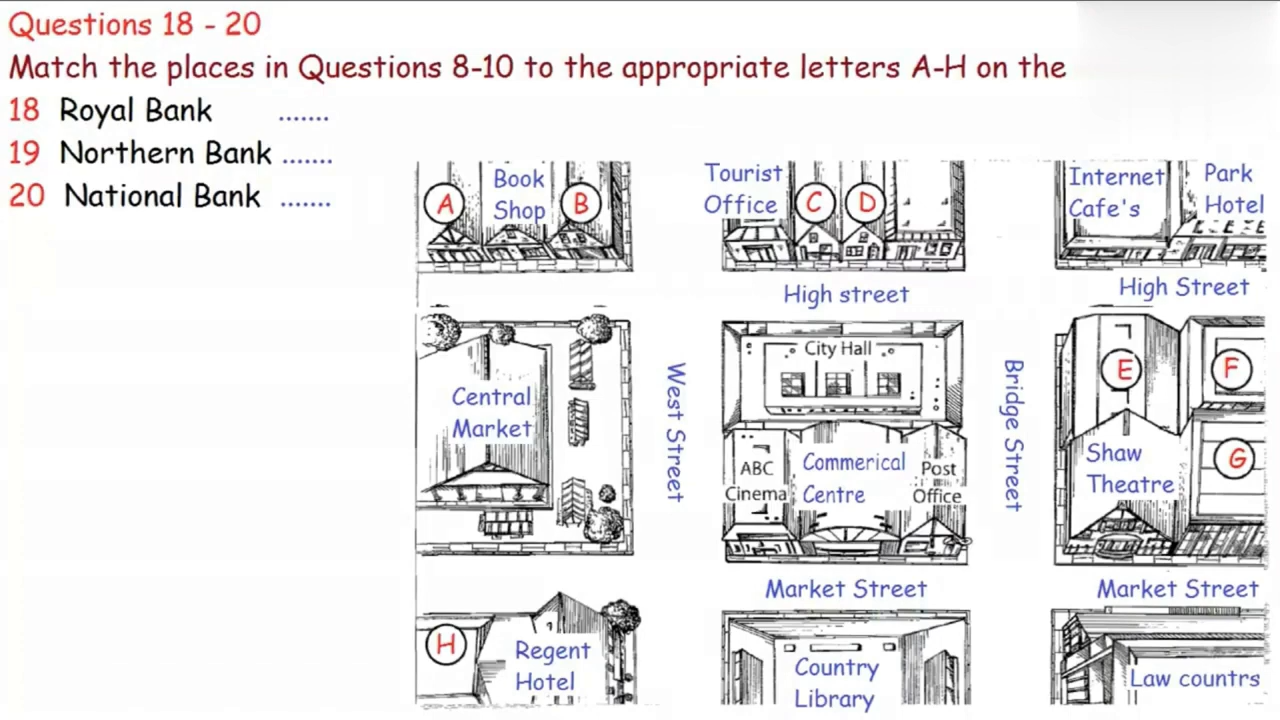 Questions 18 - 20
Match the places in Questions 8-10 to the appropriate letters A-H on the
18 Royal Bank .......
19 Northern Bank .......
20 National Bank .......
A
Book
Shop
B
Tourist
Office
C
D
Internet
Cafe's
Park
Hotel
High street
High Street
Central
Market
West Street
City Hall
ABC
Cinema
Commerical
Centre
Post
Office
Bridge Street
E
F
G
Shaw
Theatre
Market Street
Market Street
H
Regent
Hotel
Country
Library
Law countrs